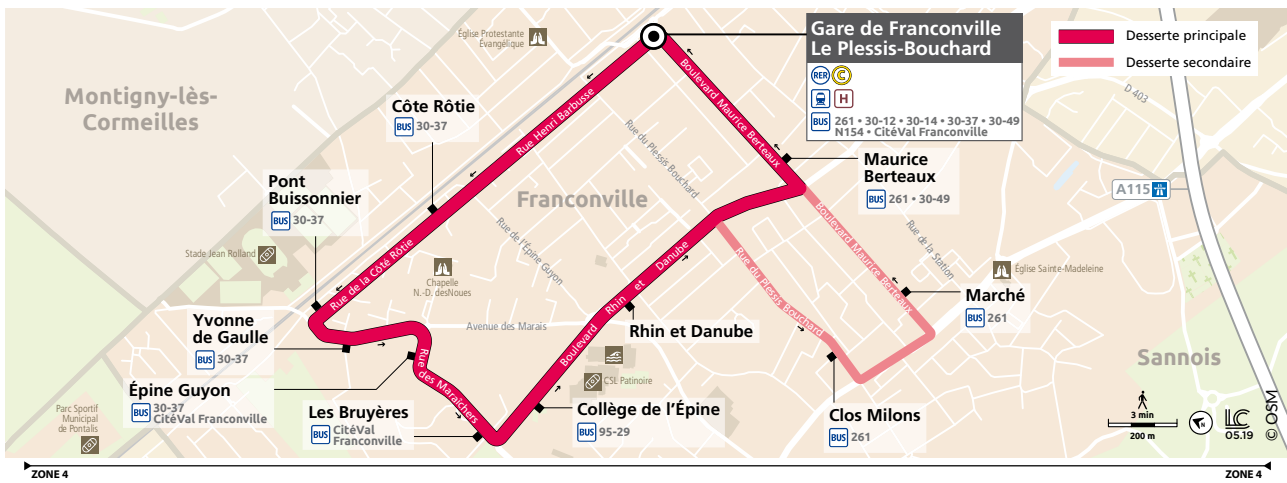 Église Protestante
Évangélique
Gare de Franconville
Le Plessis-Bouchard
RER C
H
BUS 261 • 30-12 • 30-14 • 30-37 • 30-49
N154 • CitéVal Franconville
Desserte principale
Desserte secondaire
D 403
Montigny-lès-
Cormeilles
Côte Rôtie
BUS 30-37
Rue Henri Barbusse
Boulevard Maurice Berteaux
Rue du Plessis Bouchard
Maurice
Berteaux
BUS 261 • 30-49
Pont
Buissonnier
BUS 30-37
Franconville
A115
Stade Jean Rolland
Rue de la Côté Rôtie
Rue de l'Épine Guyon
Boulevard Maurice Berteaux
Rue de la Station
Chapelle
N.-D. desNoues
Église Sainte-Madeleine
Marché
BUS 261
Yvonne
de Gaulle
BUS 30-37
Avenue des Marais
Boulevard Rhin et Danube
Rhin et Danube
Rue du Plessis Bouchard
Sannois
Épine Guyon
BUS 30-37
CitéVal Franconville
Rue des Maraîchers
CSL Patinoire
Parc Sportif
Municipal
de Pontalis
Les Bruyères
BUS CitéVal
Franconville
Collège de l'Épine
BUS 95-29
Clos Milons
BUS 261
3 min
200 m
N
LC
05.19
© OSM
ZONE 4
ZONE 4